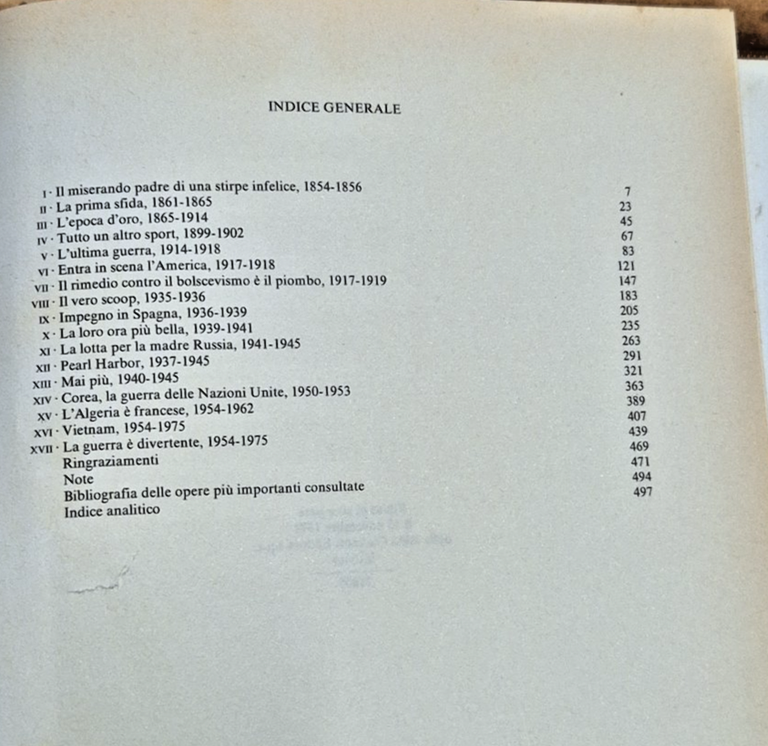 INDICE GENERALE
I · Il miserando padre di una stirpe infelice, 1854-1856 7
II · La prima sfida, 1861-1865 23
III · L'epoca d'oro, 1865-1914 45
IV · Tutto un altro sport, 1899-1902 67
V · L'ultima guerra, 1914-1918 83
VI · Entra in scena l'America, 1917-1918 121
VII · Il rimedio contro il bolscevismo è il piombo, 1917-1919 147
VIII · Il vero scoop, 1935-1936 183
IX · Impegno in Spagna, 1936-1939 205
X · La loro ora più bella, 1939-1941 235
XI · La lotta per la madre Russia, 1941-1945 263
XII · Pearl Harbor, 1937-1945 291
XIII · Mai più, 1940-1945 321
XIV · Corea, la guerra delle Nazioni Unite, 1950-1953 363
XV · L'Algeria è francese, 1954-1962 389
XVI · Vietnam, 1954-1975 407
XVII · La guerra è divertente, 1954-1975 439
Ringraziamenti 469
Note 471
Bibliografia delle opere più importanti consultate 494
Indice analitico 497